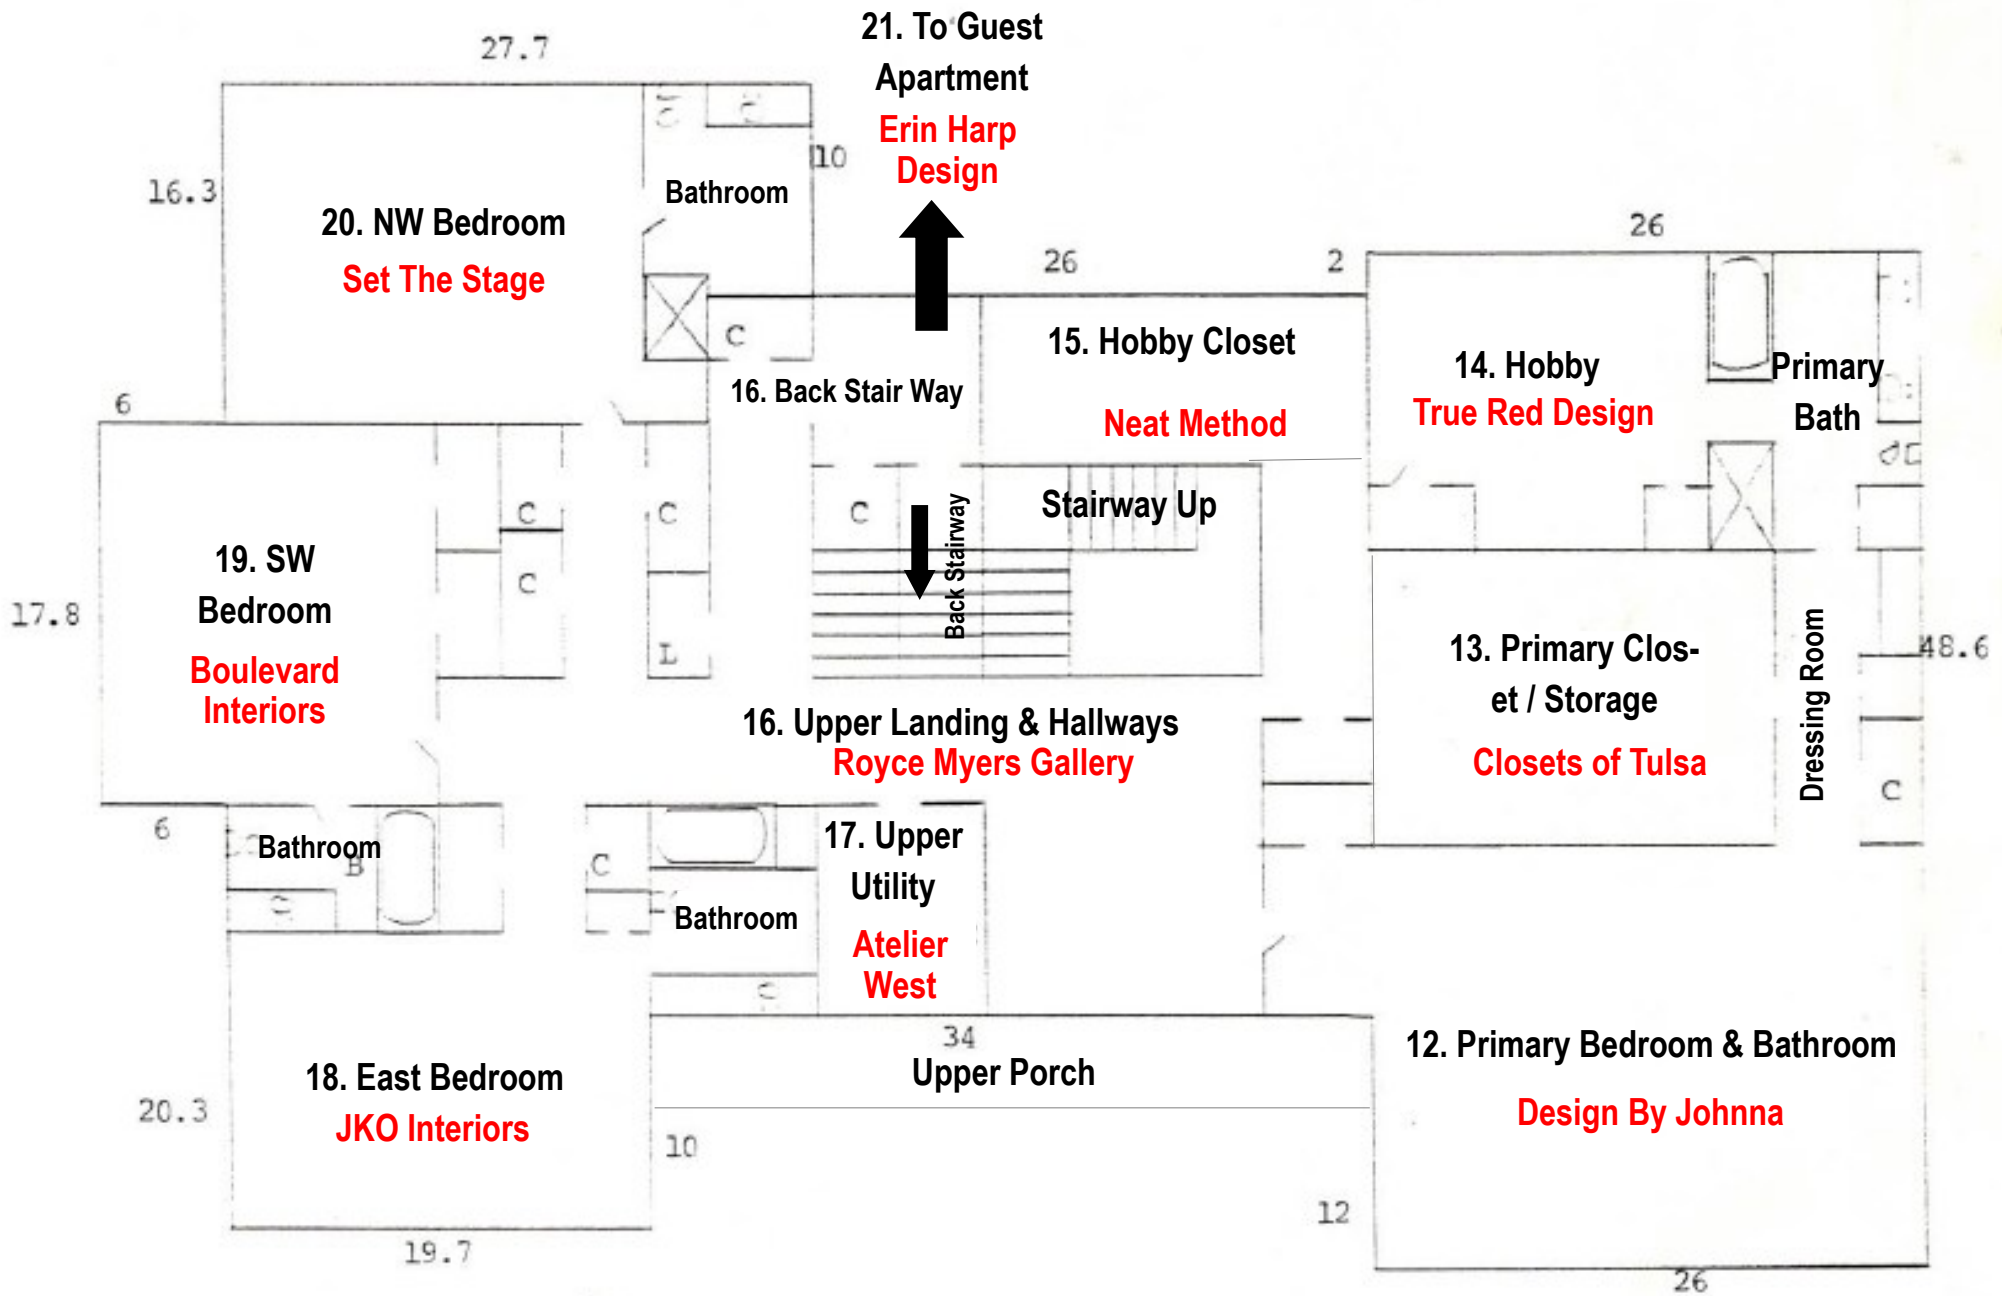 27.7
21. To Guest
Apartment
Erin Harp
Design
10
16.3
Bathroom
20. NW Bedroom
Set The Stage
26
26
2
C
15. Hobby Closet
Neat Method
14. Hobby
True Red Design
Primary
Bath
16. Back Stair Way
6
C
C
C
Stairway Up
Back Stairway
19. SW
Bedroom
Boulevard
Interiors
C
17.8
L
13. Primary Clos-
et / Storage
Closets of Tulsa
Dressing Room
48.6
16. Upper Landing & Hallways
Royce Myers Gallery
C
6
Bathroom
B
C
17. Upper
Utility
Atelier
West
Bathroom
34
Upper Porch
12. Primary Bedroom & Bathroom
Design By Johnna
18. East Bedroom
JKO Interiors
20.3
10
12
19.7
26